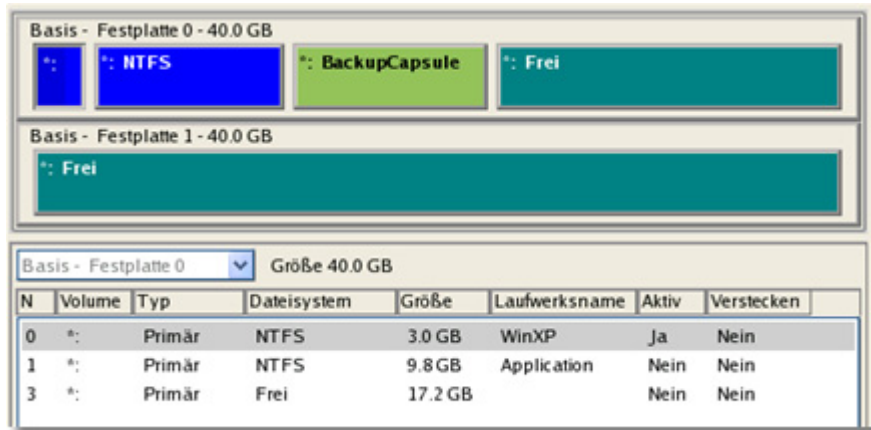 Basis - Festplatte 0 - 40.0 GB
*: *: NTFS *: BackupCapsule *: Frei
Basis - Festplatte 1 - 40.0 GB
*: Frei
Basis - Festplatte 0 Größe 40.0 GB
N Volume Typ Dateisystem Größe Laufwerksname Aktiv Verstecken
0 *: Primär NTFS 3.0 GB WinXP Ja Nein
1 *: Primär NTFS 9.8 GB Application Nein Nein
3 *: Primär Frei 17.2 GB Nein Nein